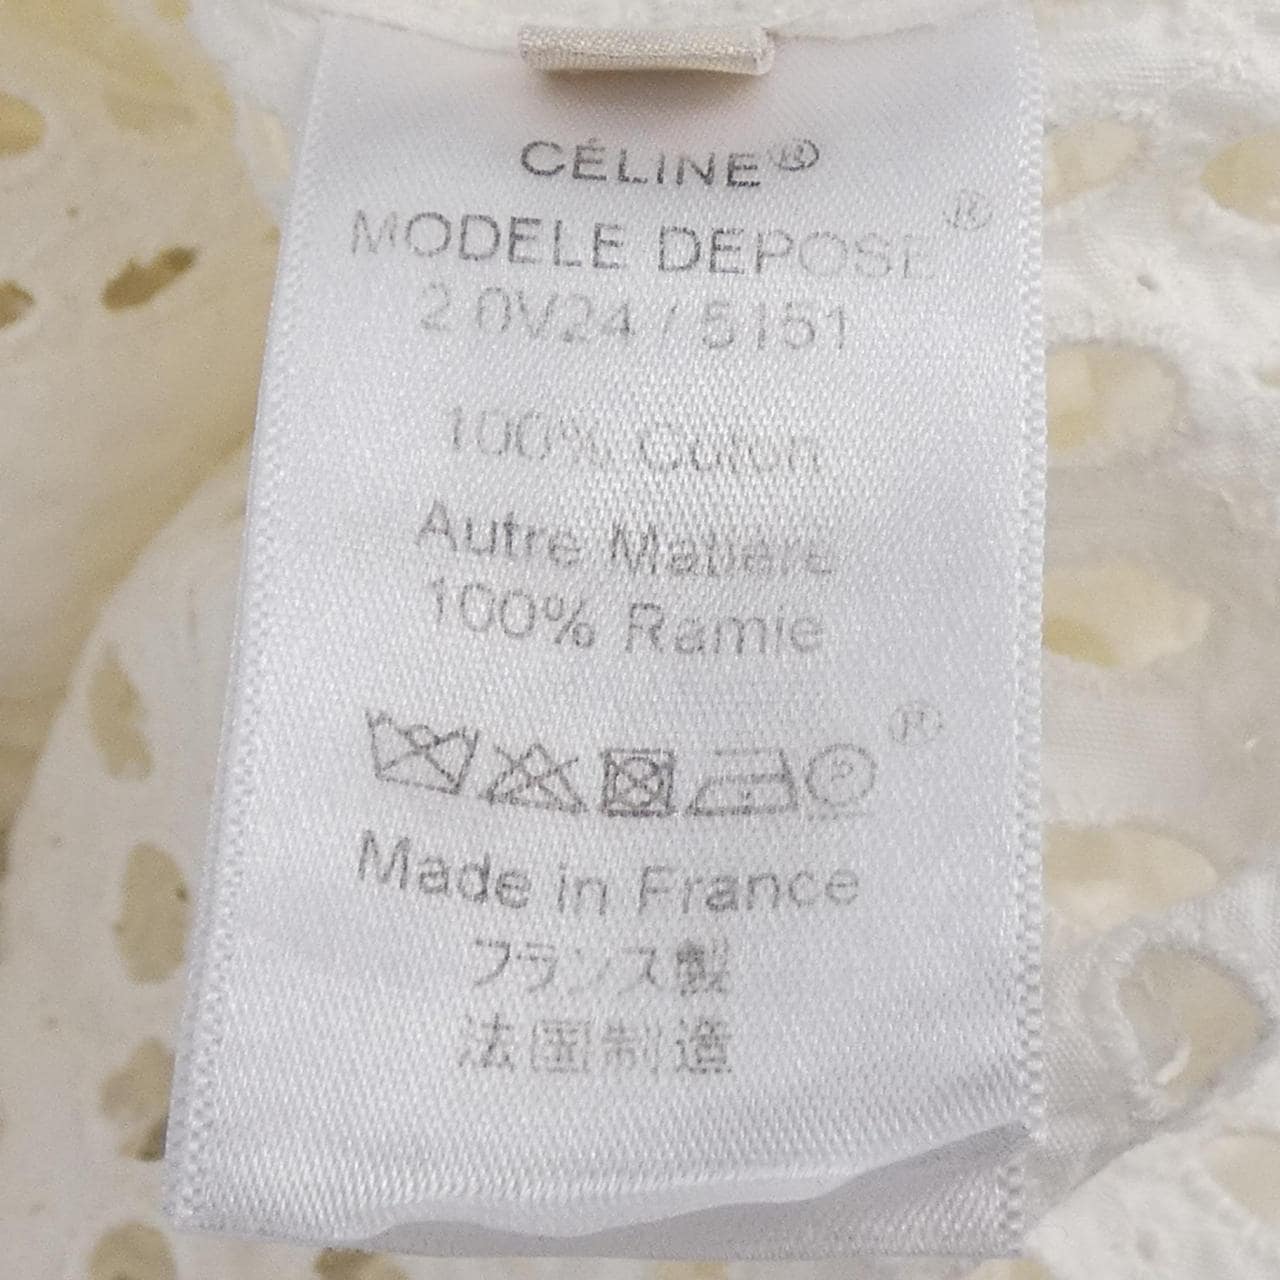 CÉLINE®
MODELE DEPOSE ®
2.0V24 / 5151
100% Coton
Autre Matiere
100% Ramie
P ®
Made in France
フランス製
法国制造